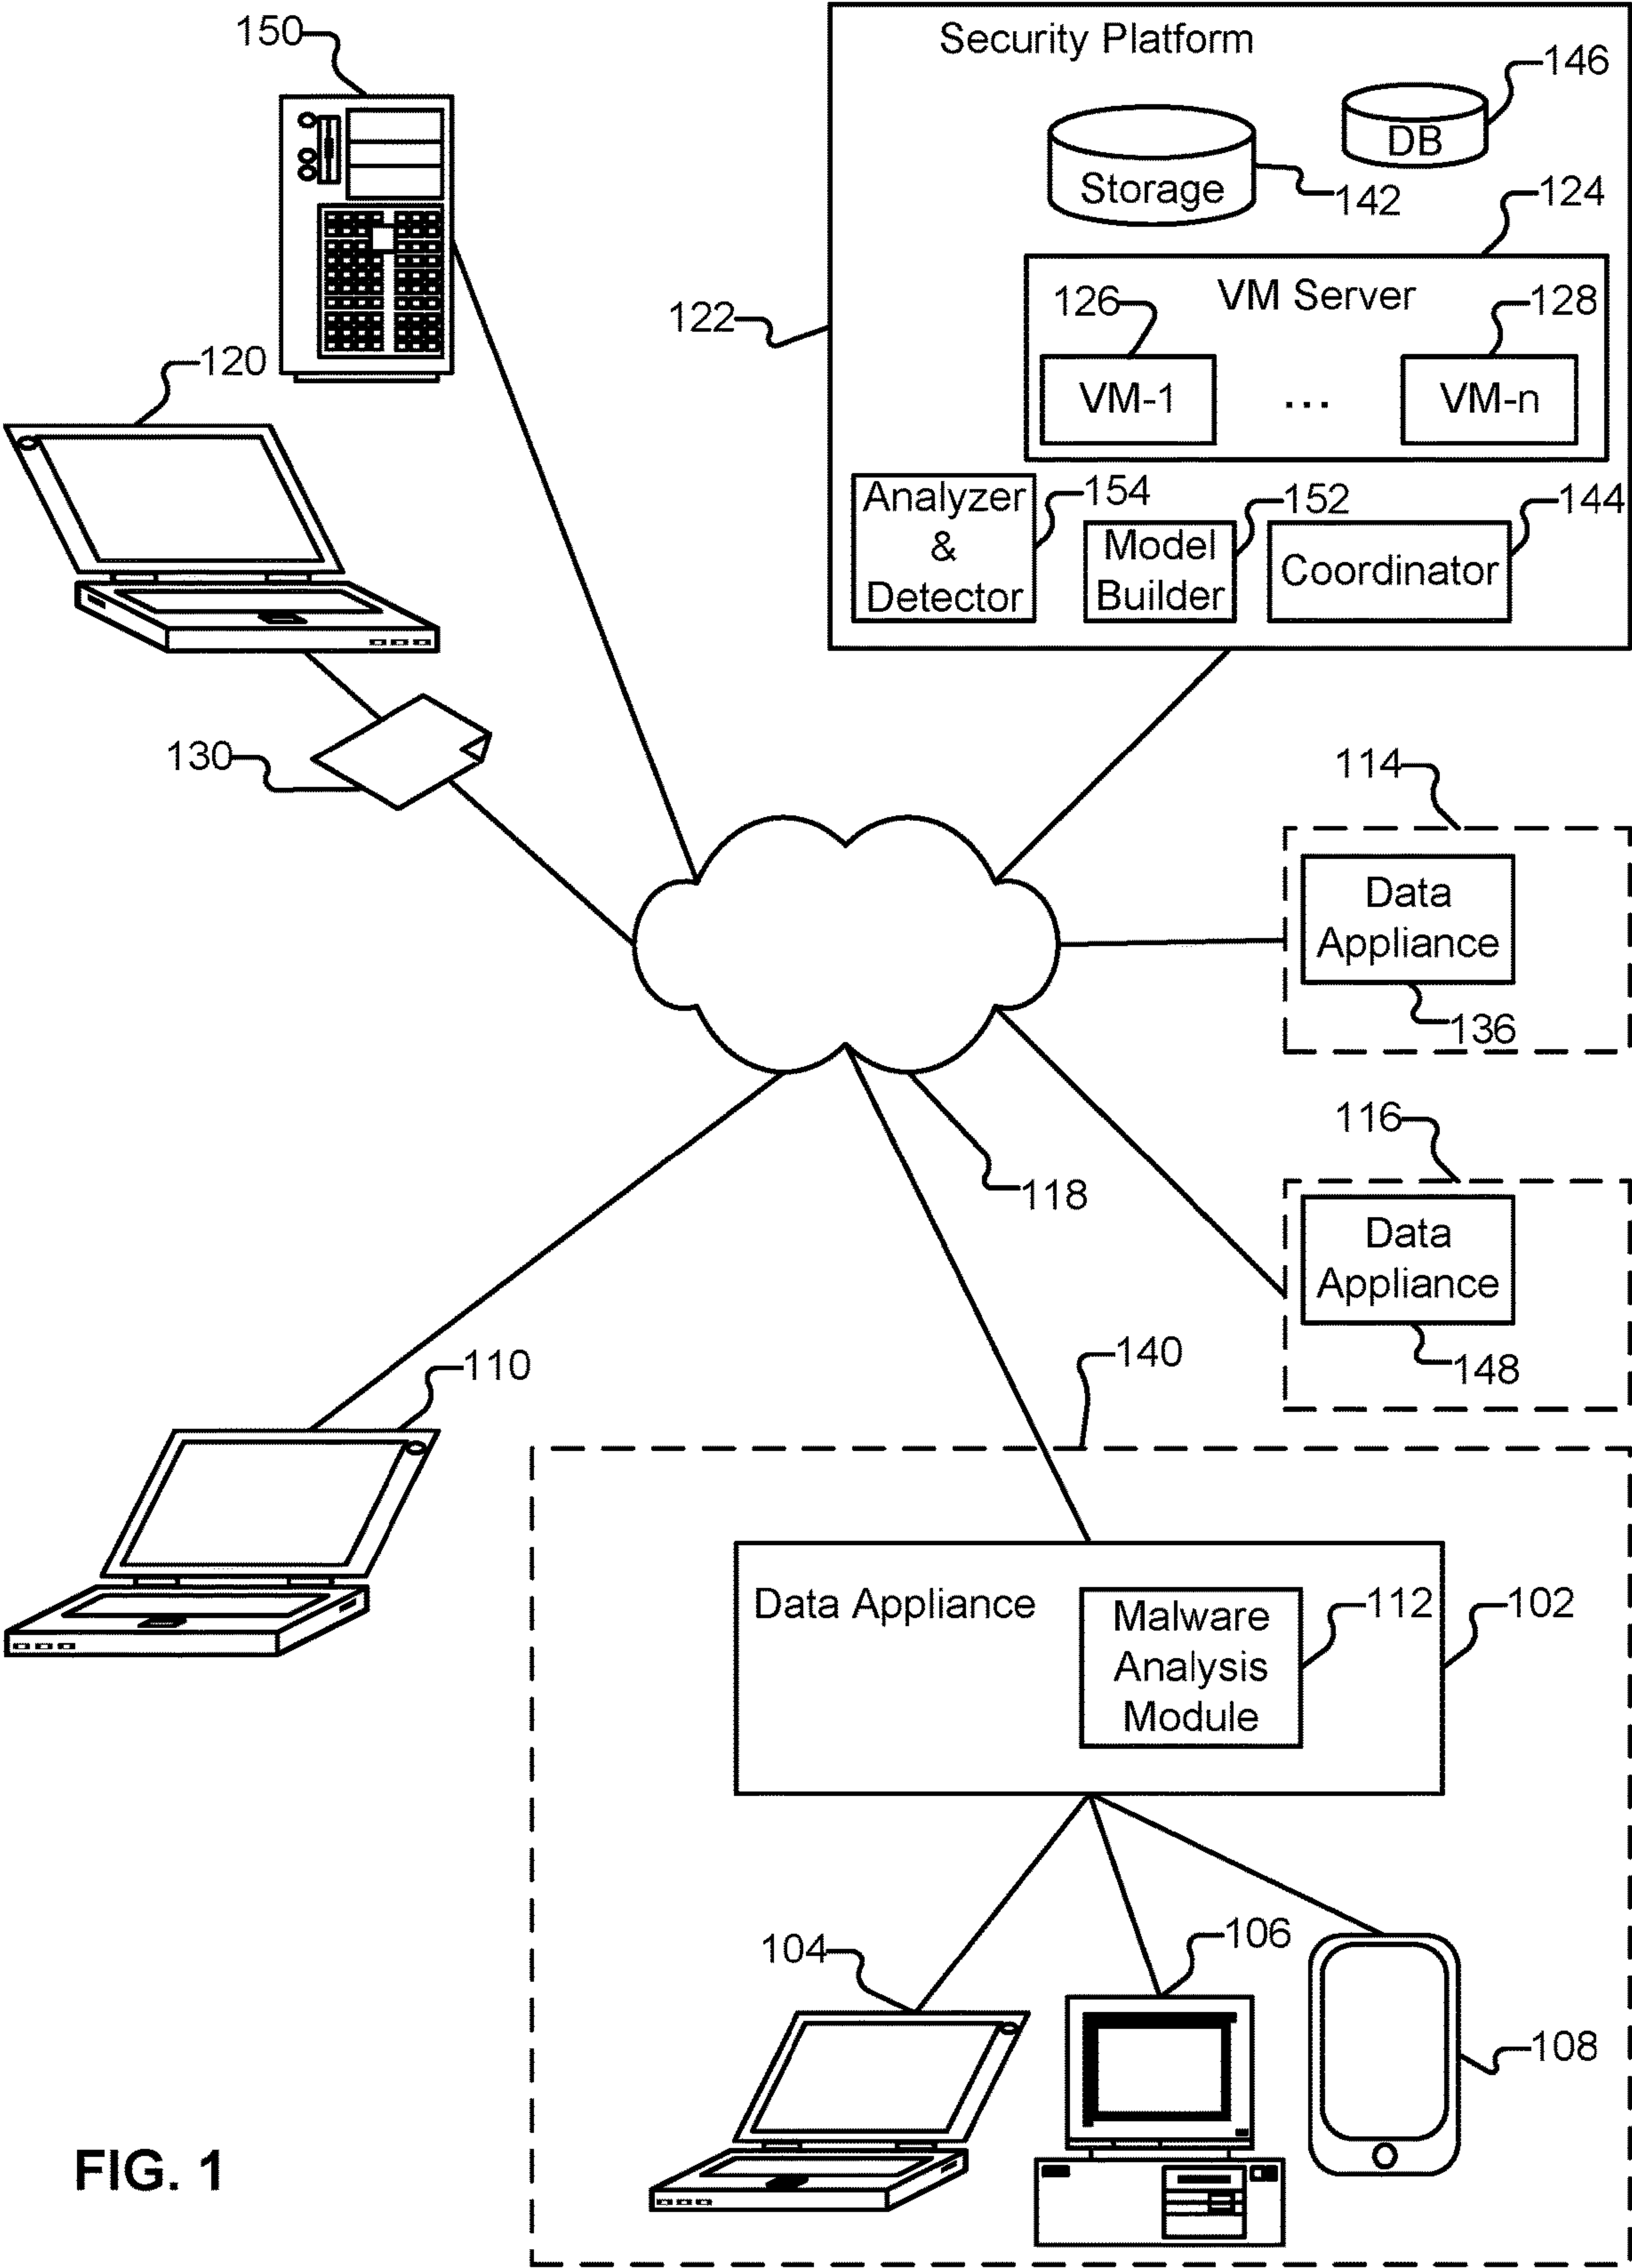 150
Security Platform
146
DB
Storage
142
124
120
122
VM Server
126
128
VM-1
...
VM-n
Analyzer
&
Detector
154
Model
Builder
152
144
Coordinator
130
114
Data
Appliance
136
116
118
Data
Appliance
148
110
140
Data Appliance
Malware
Analysis
Module
112
102
104
106
108
FIG. 1